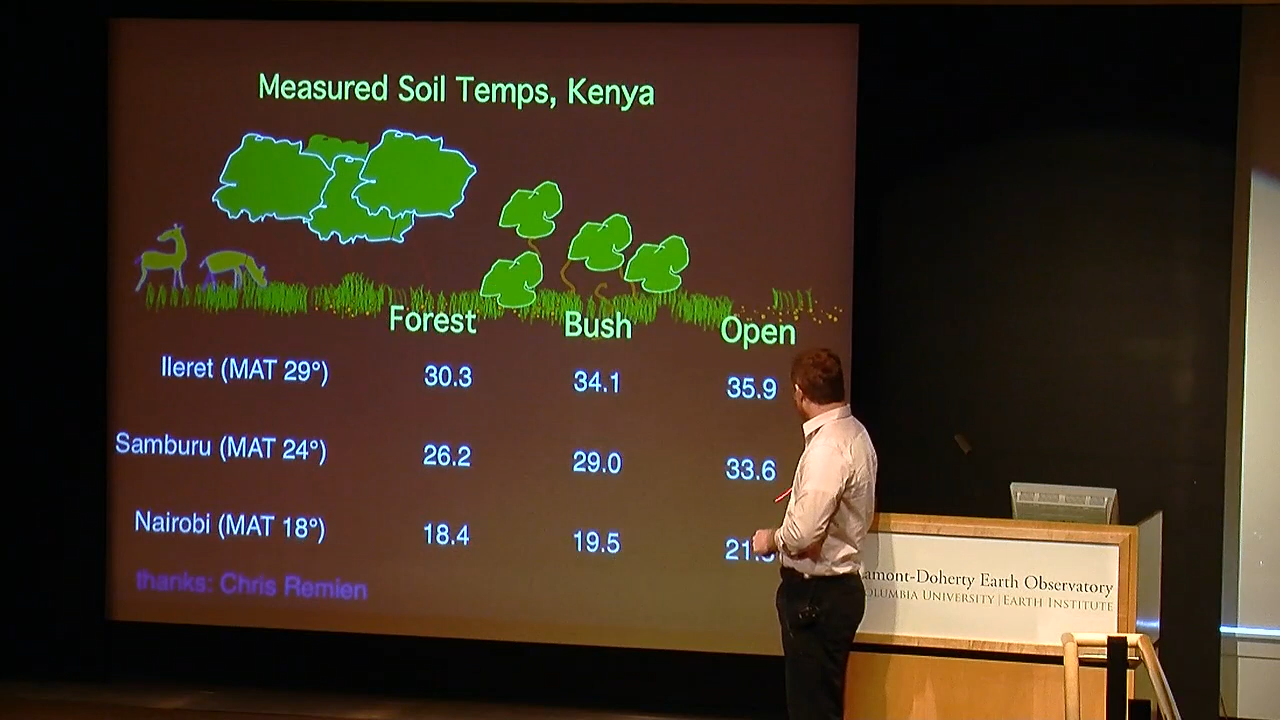 Measured Soil Temps, Kenya
Forest Bush Open
Ileret (MAT 29°) 30.3 34.1 35.9
Samburu (MAT 24°) 26.2 29.0 33.6
Nairobi (MAT 18°) 18.4 19.5
thanks: Chris Remien
Doherty Earth Observatory
UNIVERSITY | EARTH INSTITUTE